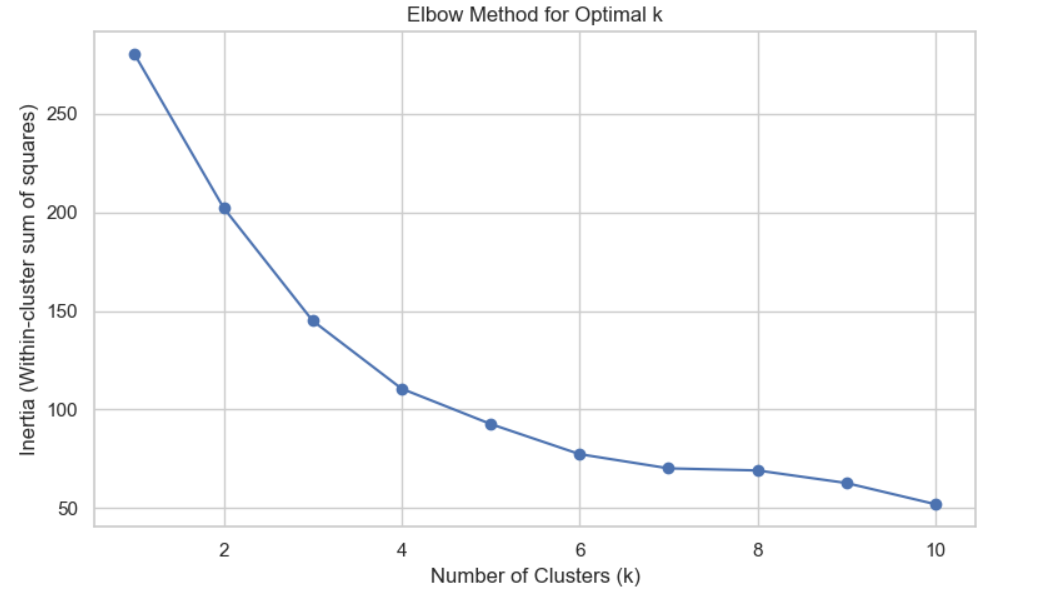 Elbow Method for Optimal k
Inertia (Within-cluster sum of squares)
250
200
150
100
50
2 4 6 8 10
Number of Clusters (k)